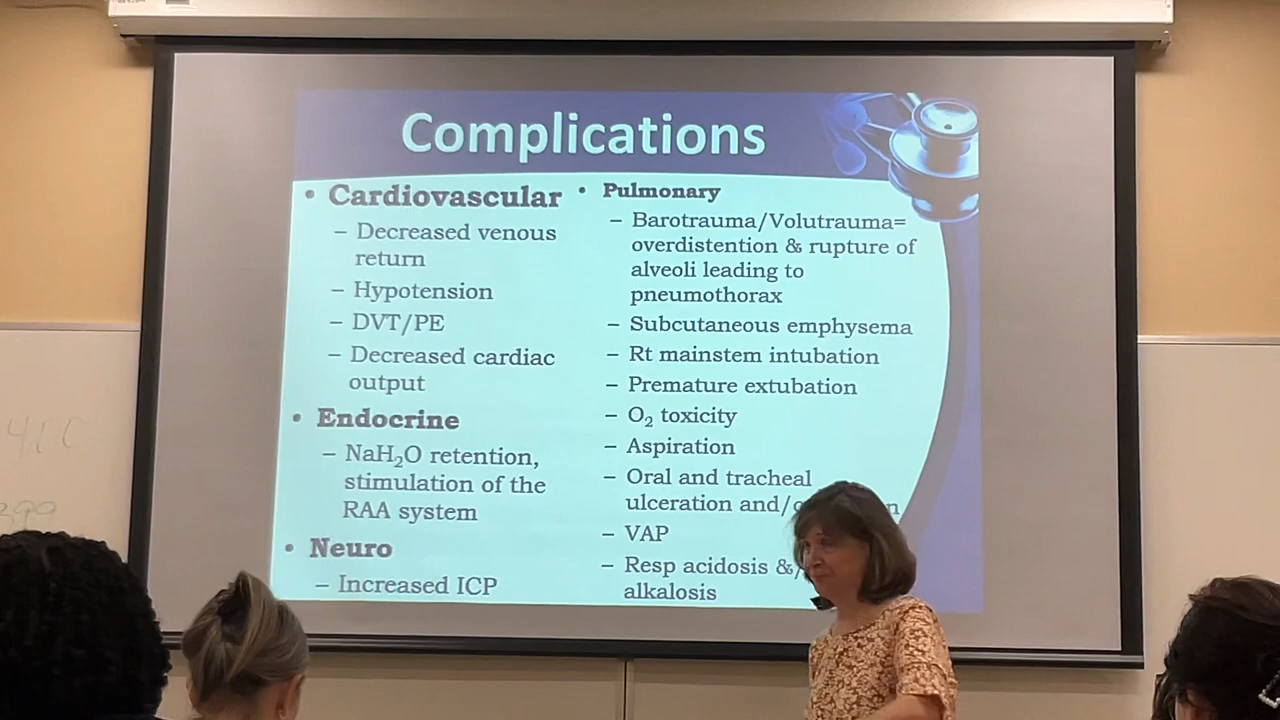 Complications
• Cardiovascular
– Decreased venous
return
– Hypotension
– DVT/PE
– Decreased cardiac
output
• Endocrine
– NaH₂O retention,
stimulation of the
RAA system
• Neuro
– Increased ICP
• Pulmonary
– Barotrauma/Volutrauma=
overdistention & rupture of
alveoli leading to
pneumothorax
– Subcutaneous emphysema
– Rt mainstem intubation
– Premature extubation
– O₂ toxicity
– Aspiration
– Oral and tracheal
ulceration and/
– VAP
– Resp acidosis &/
alkalosis